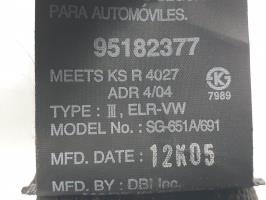 PARA AUTOMÓVILES.
95182377
MEETS KS R 4027
ADR 4/04
7989
TYPE : III, ELR-VW
MODEL No. : SG-651A/691
MFD. DATE : 12K05
MFD. BY : DBI Inc.